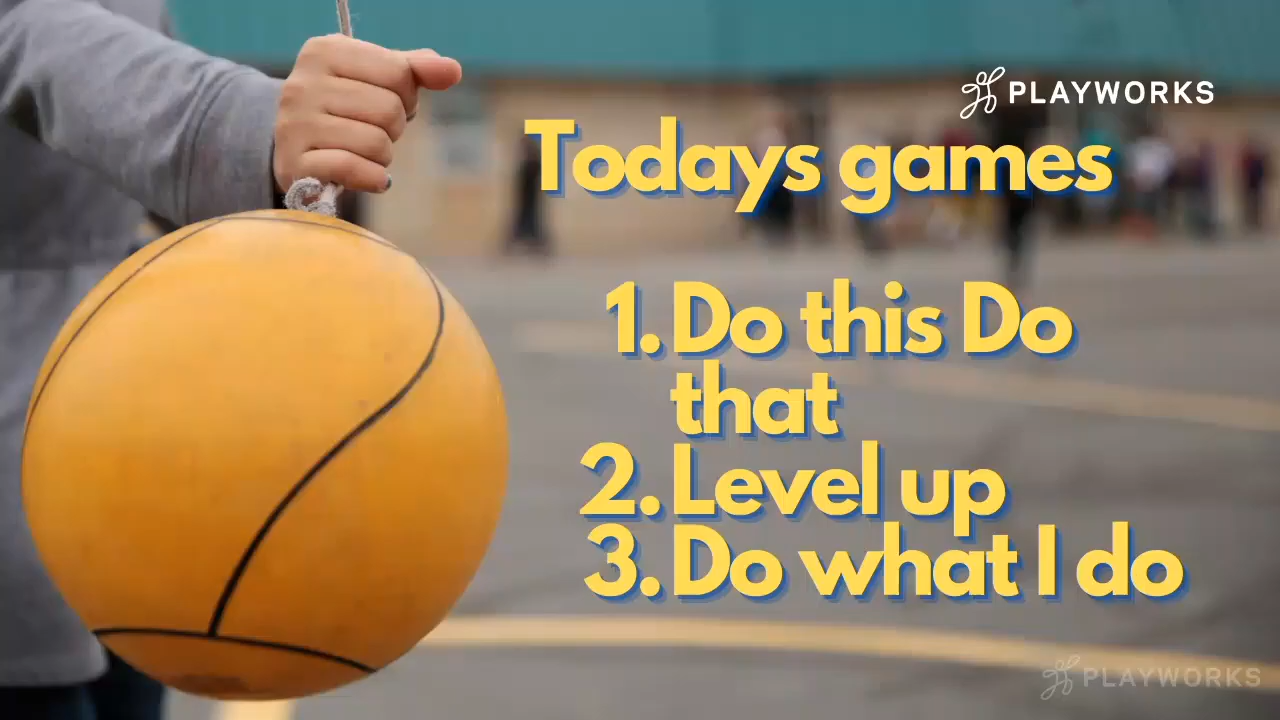 PLAYWORKS
Todays games
1. Do this Do
that
2. Level up
3. Do what I do
PLAYWORKS